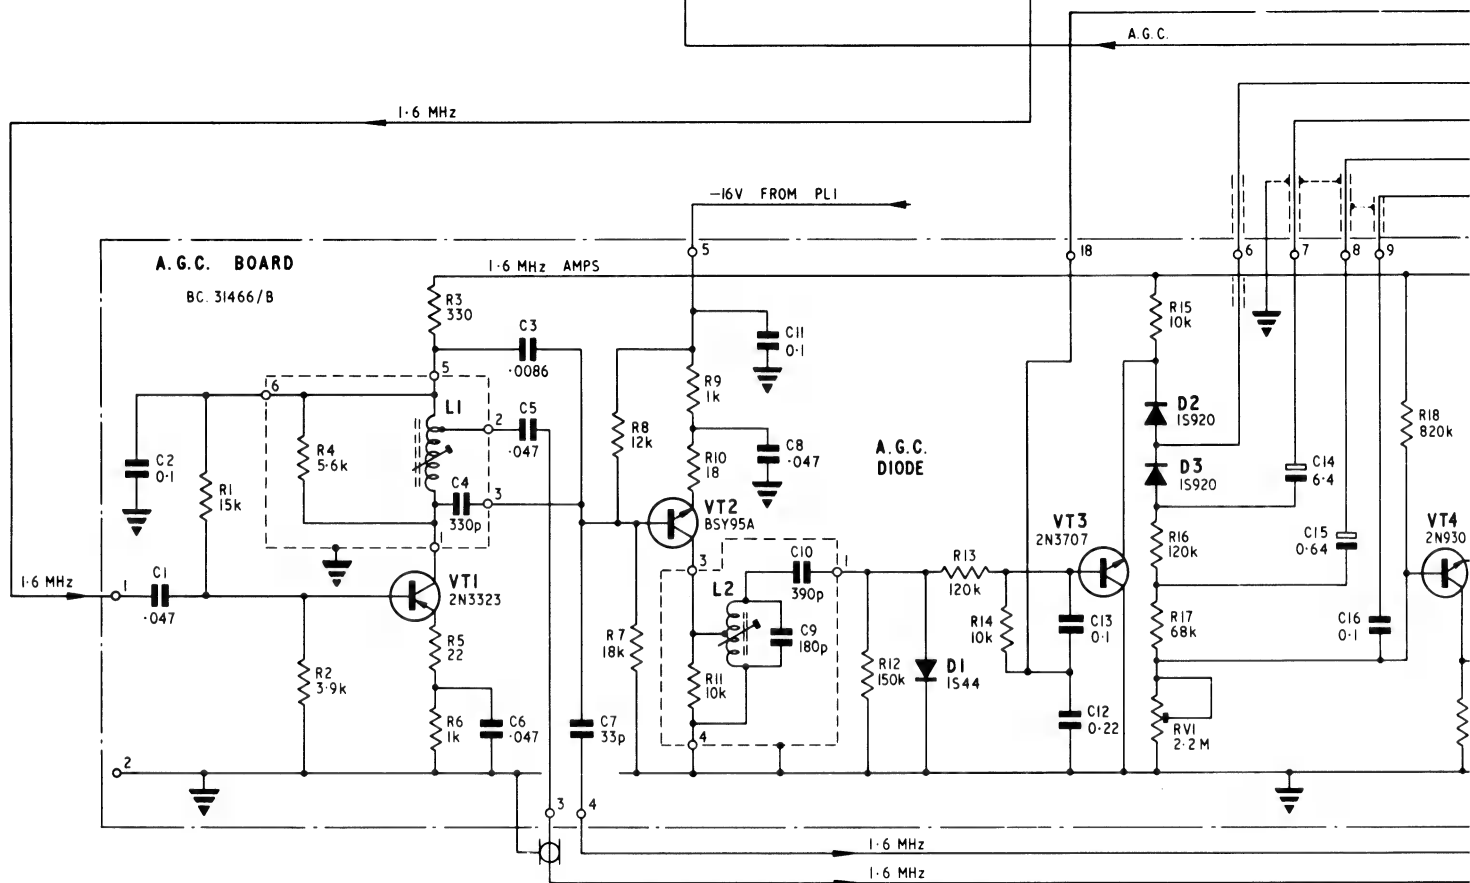 A.G.C.
1·6 MHz
–16V FROM PL1
5
18
6
7
8
9
A.G.C. BOARD
BC. 31466/B
1·6 MHz AMPS
R3
330
C3
·0086
C11
0·1
R15
10k
5
6
L1
2
C5
·047
R9
1k
R8
12k
R4
5·6k
C2
0·1
R1
15k
C4
330p
3
1
R10
18
C8
·047
A.G.C.
DIODE
D2
1S920
D3
1S920
R18
820k
C14
6·4
VT2
BSY95A
VT3
2N3707
R16
120k
C15
0·64
VT4
2N930
1·6 MHz
1
C1
·047
VT1
2N3323
3
C10
390p
1
R13
120k
L2
C9
180p
R14
10k
C13
0·1
R17
68k
C16
0·1
R5
22
R7
18k
R2
3·9k
R11
10k
R12
150k
D1
1S44
R6
1k
C6
·047
C7
33p
4
C12
0·22
RV1
2·2M
2
3
4
1·6 MHz
1·6 MHz